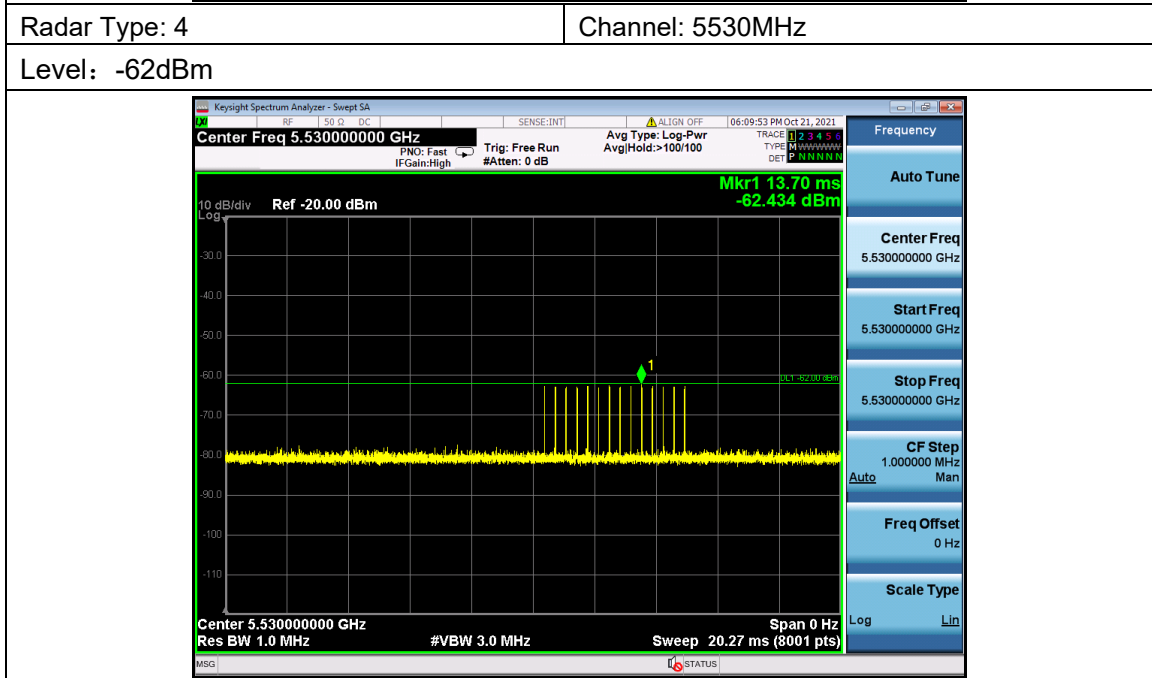 Radar Type: 4
Channel: 5530MHz
Level：-62dBm
Keysight Spectrum Analyzer - Swept SA
LXI
RF
50 Ω
DC
SENSE:INT
ALIGN OFF
06:09:53 PM Oct 21, 2021
Center Freq 5.530000000 GHz
PNO: Fast
IFGain:High
Trig: Free Run
#Atten: 0 dB
Avg Type: Log-Pwr
Avg|Hold:>100/100
TRACE 1 2 3 4 5 6
TYPE M WWWWW
DET P N N N N N
Mkr1 13.70 ms
-62.434 dBm
10 dB/div
Ref -20.00 dBm
Log
-30.0
-40.0
-50.0
-60.0
-70.0
-80.0
-90.0
-100
-110
1
DL1 -62.00 dBm
Center 5.530000000 GHz
Span 0 Hz
Res BW 1.0 MHz
#VBW 3.0 MHz
Sweep 20.27 ms (8001 pts)
MSG
STATUS
Frequency
Auto Tune
Center Freq
5.530000000 GHz
Start Freq
5.530000000 GHz
Stop Freq
5.530000000 GHz
CF Step
1.000000 MHz
Auto Man
Freq Offset
0 Hz
Scale Type
Log Lin